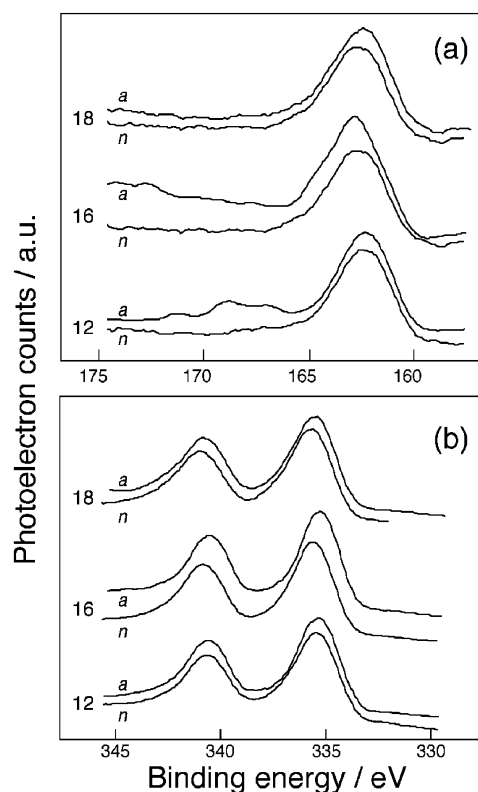 Photoelectron counts / a.u.
(a)
a
18
n
a
16
n
a
12
n
175 170 165 160
(b)
a
18
n
a
16
n
a
12
n
345 340 335 330
Binding energy / eV